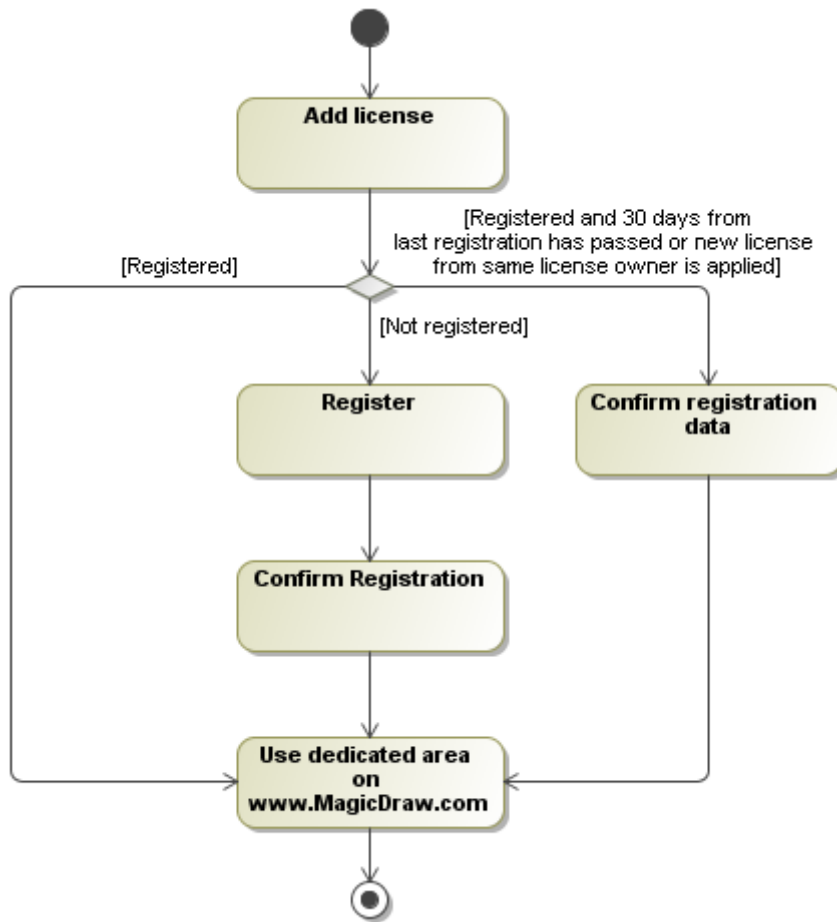 Add license
[Registered and 30 days from
last registration has passed or new license
from same license owner is applied]
[Registered]
[Not registered]
Register
Confirm registration
data
Confirm Registration
Use dedicated area
on
www.MagicDraw.com